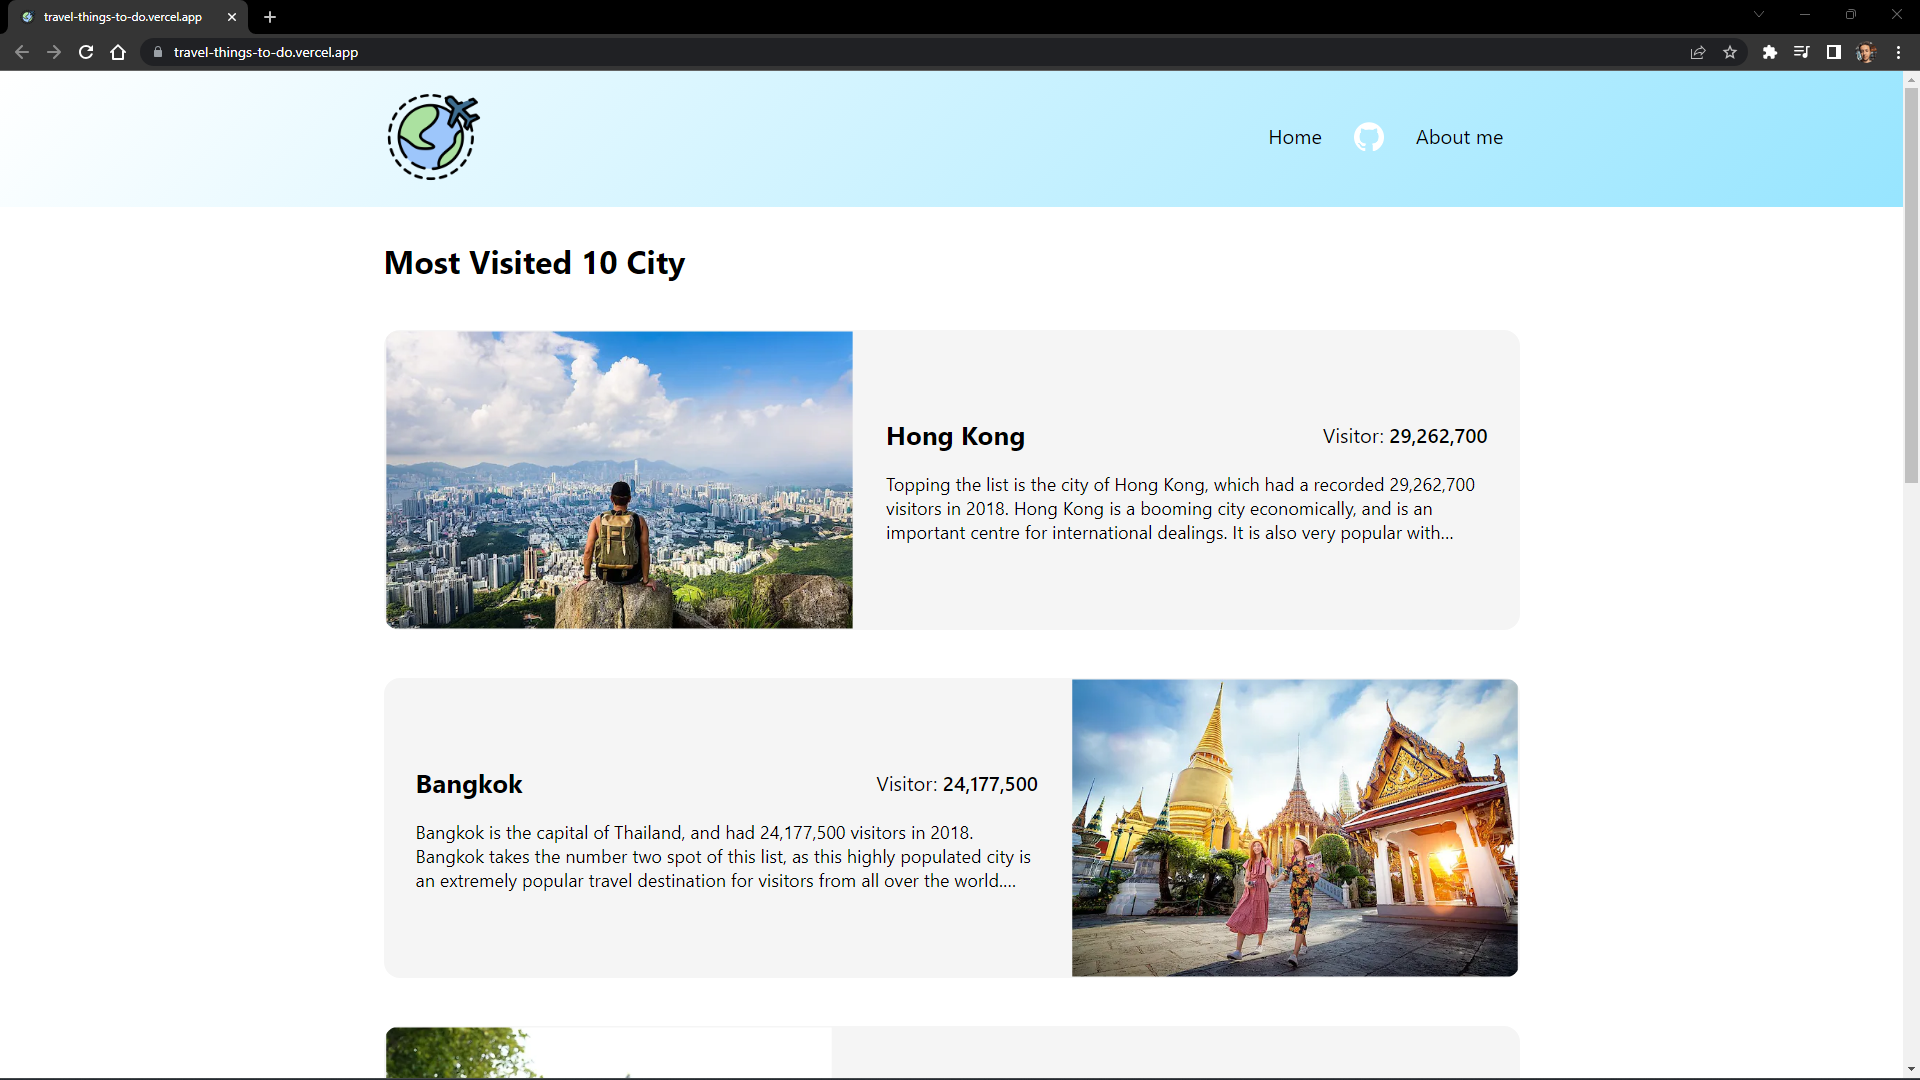 travel-things-to-do.vercel.app
travel-things-to-do.vercel.app
Home
About me
Most Visited 10 City
Hong Kong
Visitor: 29,262,700
Topping the list is the city of Hong Kong, which had a recorded 29,262,700
visitors in 2018. Hong Kong is a booming city economically, and is an
important centre for international dealings. It is also very popular with...
Bangkok
Visitor: 24,177,500
Bangkok is the capital of Thailand, and had 24,177,500 visitors in 2018.
Bangkok takes the number two spot of this list, as this highly populated city is
an extremely popular travel destination for visitors from all over the world....